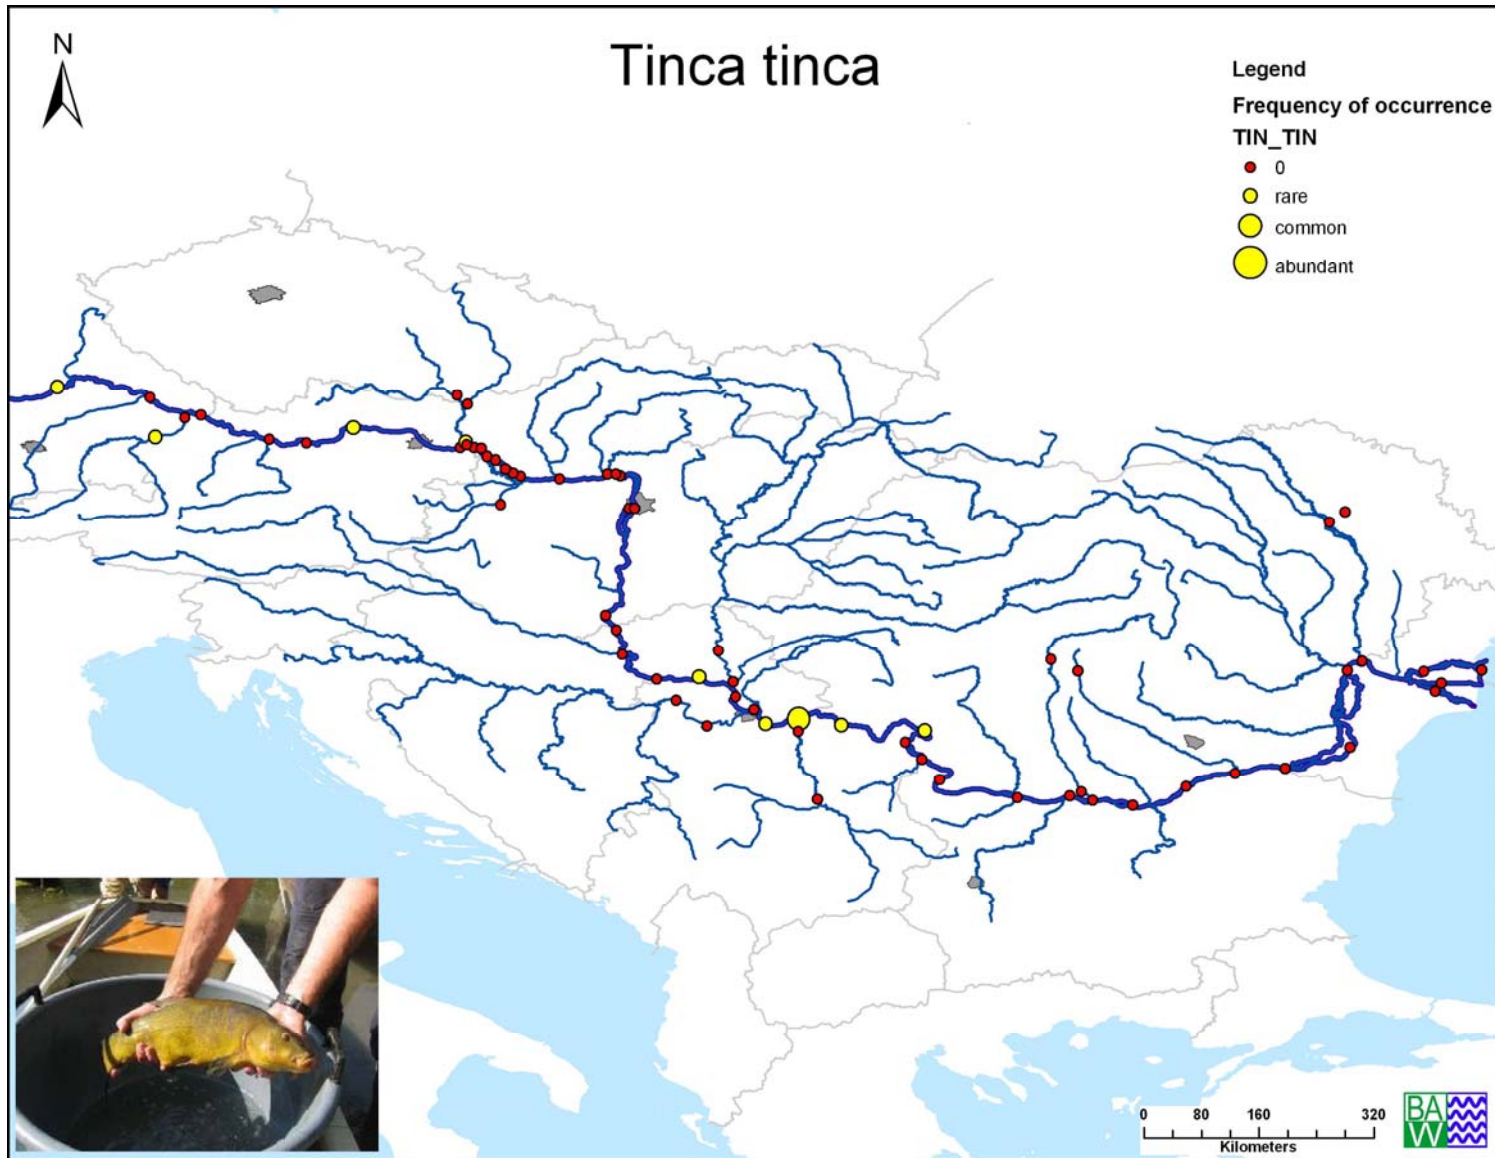 Tinca tinca
N
Legend
Frequency of occurrence
TIN_TIN
0
rare
common
abundant
0 80 160 320
Kilometers
BA
W